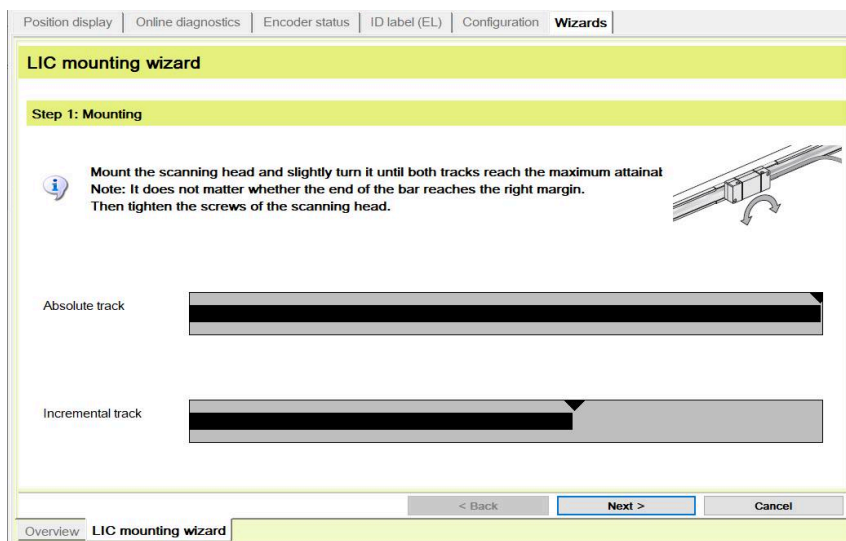 Position display Online diagnostics Encoder status ID label (EL) Configuration Wizards
LIC mounting wizard
Step 1: Mounting
Mount the scanning head and slightly turn it until both tracks reach the maximum
Note: It does not matter whether the end of the bar reaches the right margin.
Then tighten the screws of the scanning head.
Absolute track
Incremental track
< Back Next > Cancel
Overview LIC mounting wizard